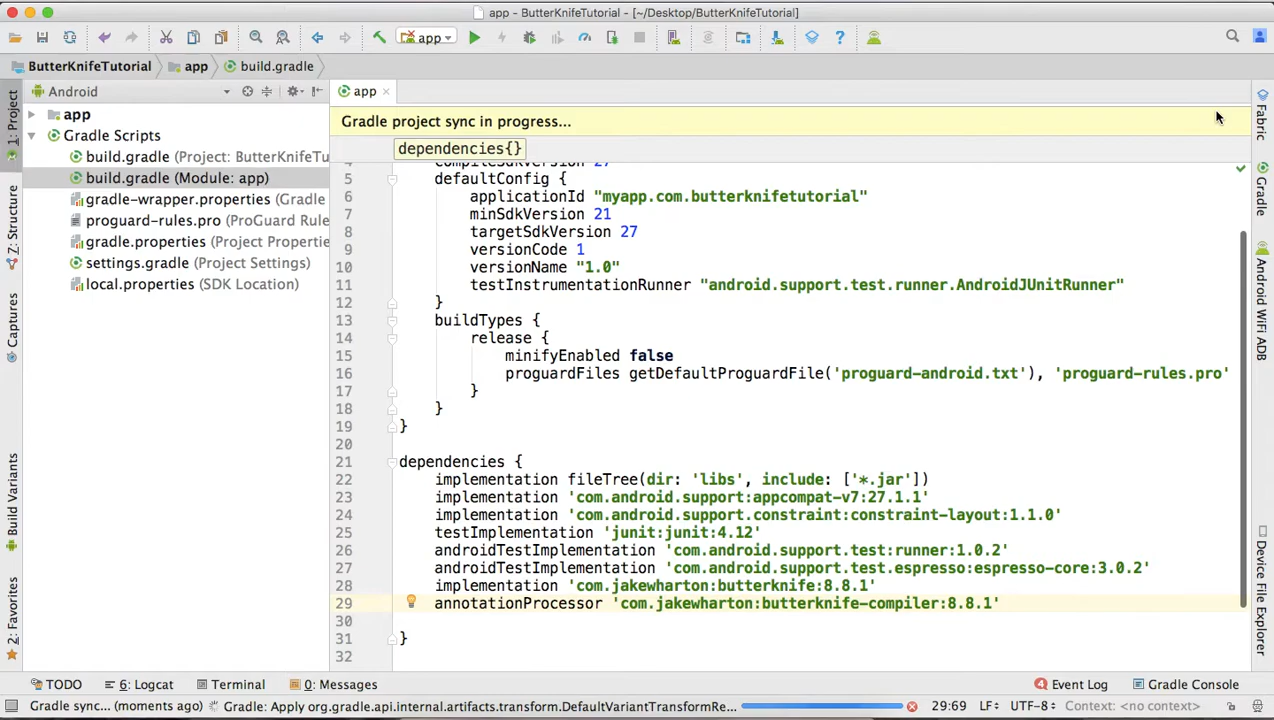 app - ButterKnifeTutorial - [~/Desktop/ButterKnifeTutorial]
app
ButterKnifeTutorial app build.gradle
Android
app
1: Project
Z: Structure
Captures
Build Variants
2: Favorites
app
Gradle Scripts
build.gradle (Project: ButterKnifeTu
build.gradle (Module: app)
gradle-wrapper.properties (Gradle
proguard-rules.pro (ProGuard Rule
gradle.properties (Project Propertie
settings.gradle (Project Settings)
local.properties (SDK Location)
Gradle project sync in progress...
dependencies{}
4 compileSdkVersion 27
5 defaultConfig {
6 applicationId "myapp.com.butterknifetutorial"
7 minSdkVersion 21
8 targetSdkVersion 27
9 versionCode 1
10 versionName "1.0"
11 testInstrumentationRunner "android.support.test.runner.AndroidJUnitRunner"
12 }
13 buildTypes {
14 release {
15 minifyEnabled false
16 proguardFiles getDefaultProguardFile('proguard-android.txt'), 'proguard-rules.pro'
17 }
18 }
19 }
20
21 dependencies {
22 implementation fileTree(dir: 'libs', include: ['*.jar'])
23 implementation 'com.android.support:appcompat-v7:27.1.1'
24 implementation 'com.android.support.constraint:constraint-layout:1.1.0'
25 testImplementation 'junit:junit:4.12'
26 androidTestImplementation 'com.android.support.test:runner:1.0.2'
27 androidTestImplementation 'com.android.support.test.espresso:espresso-core:3.0.2'
28 implementation 'com.jakewharton:butterknife:8.8.1'
29 annotationProcessor 'com.jakewharton:butterknife-compiler:8.8.1'
30
31 }
32
Fabric
Gradle
Android WiFi ADB
Device File Explorer
TODO 6: Logcat Terminal 0: Messages 4 Event Log Gradle Console
Gradle sync... (moments ago) Gradle: Apply org.gradle.api.internal.artifacts.transform.DefaultVariantTransformRe... 29:69 LF÷ UTF-8÷ Context: <no context>